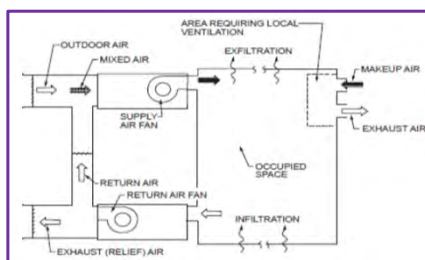 AREA REQUIRING LOCAL
VENTILATION
OUTDOOR AIR
MIXED AIR
EXFILTRATION
MAKEUP AIR
SUPPLY
AIR FAN
EXHAUST AIR
OCCUPIED
SPACE
RETURN AIR
RETURN AIR FAN
INFILTRATION
EXHAUST (RELIEF) AIR